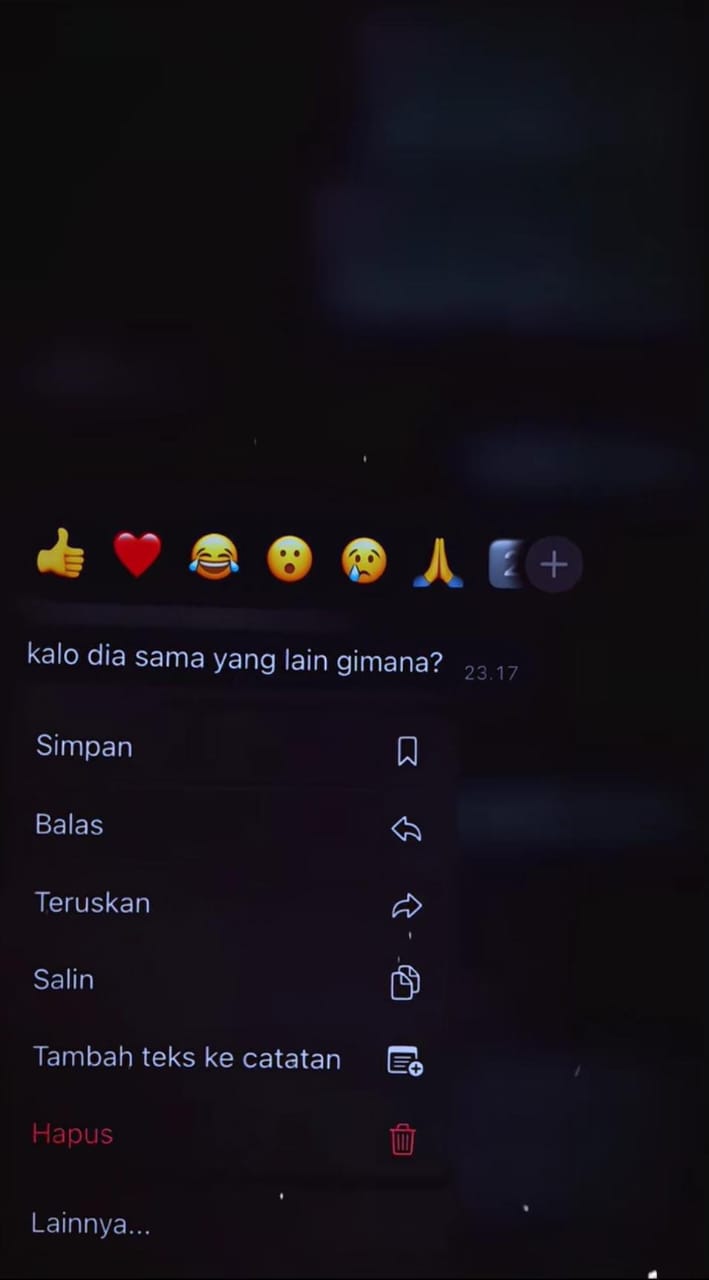 kalo dia sama yang lain gimana? 23.17
Simpan
Balas
Teruskan
Salin
Tambah teks ke catatan
Hapus
Lainnya...